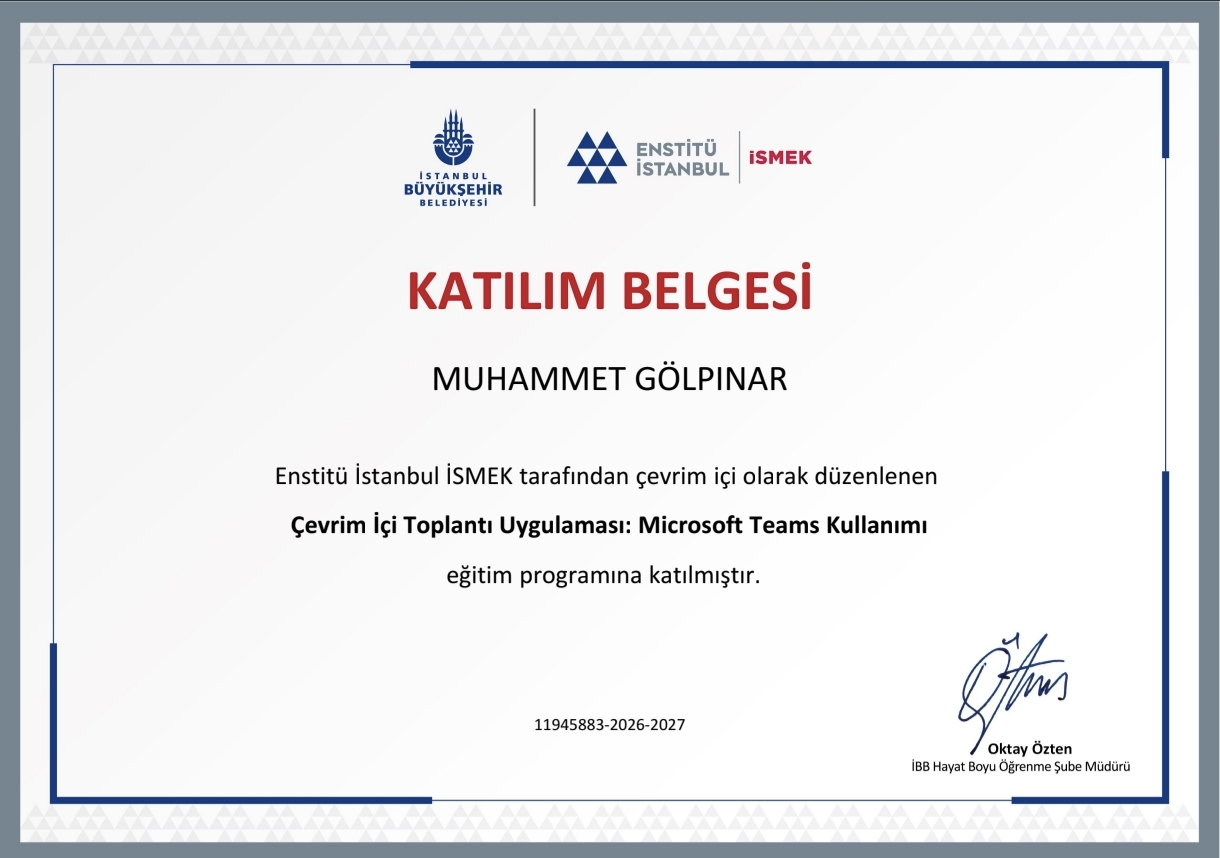 İSTANBUL
BÜYÜKŞEHİR
BELEDİYESİ
ENSTİTÜ
İSTANBUL
İSMEK
KATILIM BELGESİ
MUHAMMET GÖLPINAR
Enstitü İstanbul İSMEK tarafından çevrim içi olarak düzenlenen
Çevrim İçi Toplantı Uygulaması: Microsoft Teams Kullanımı
eğitim programına katılmıştır.
11945883-2026-2027
Oktay Özten
İBB Hayat Boyu Öğrenme Şube Müdürü